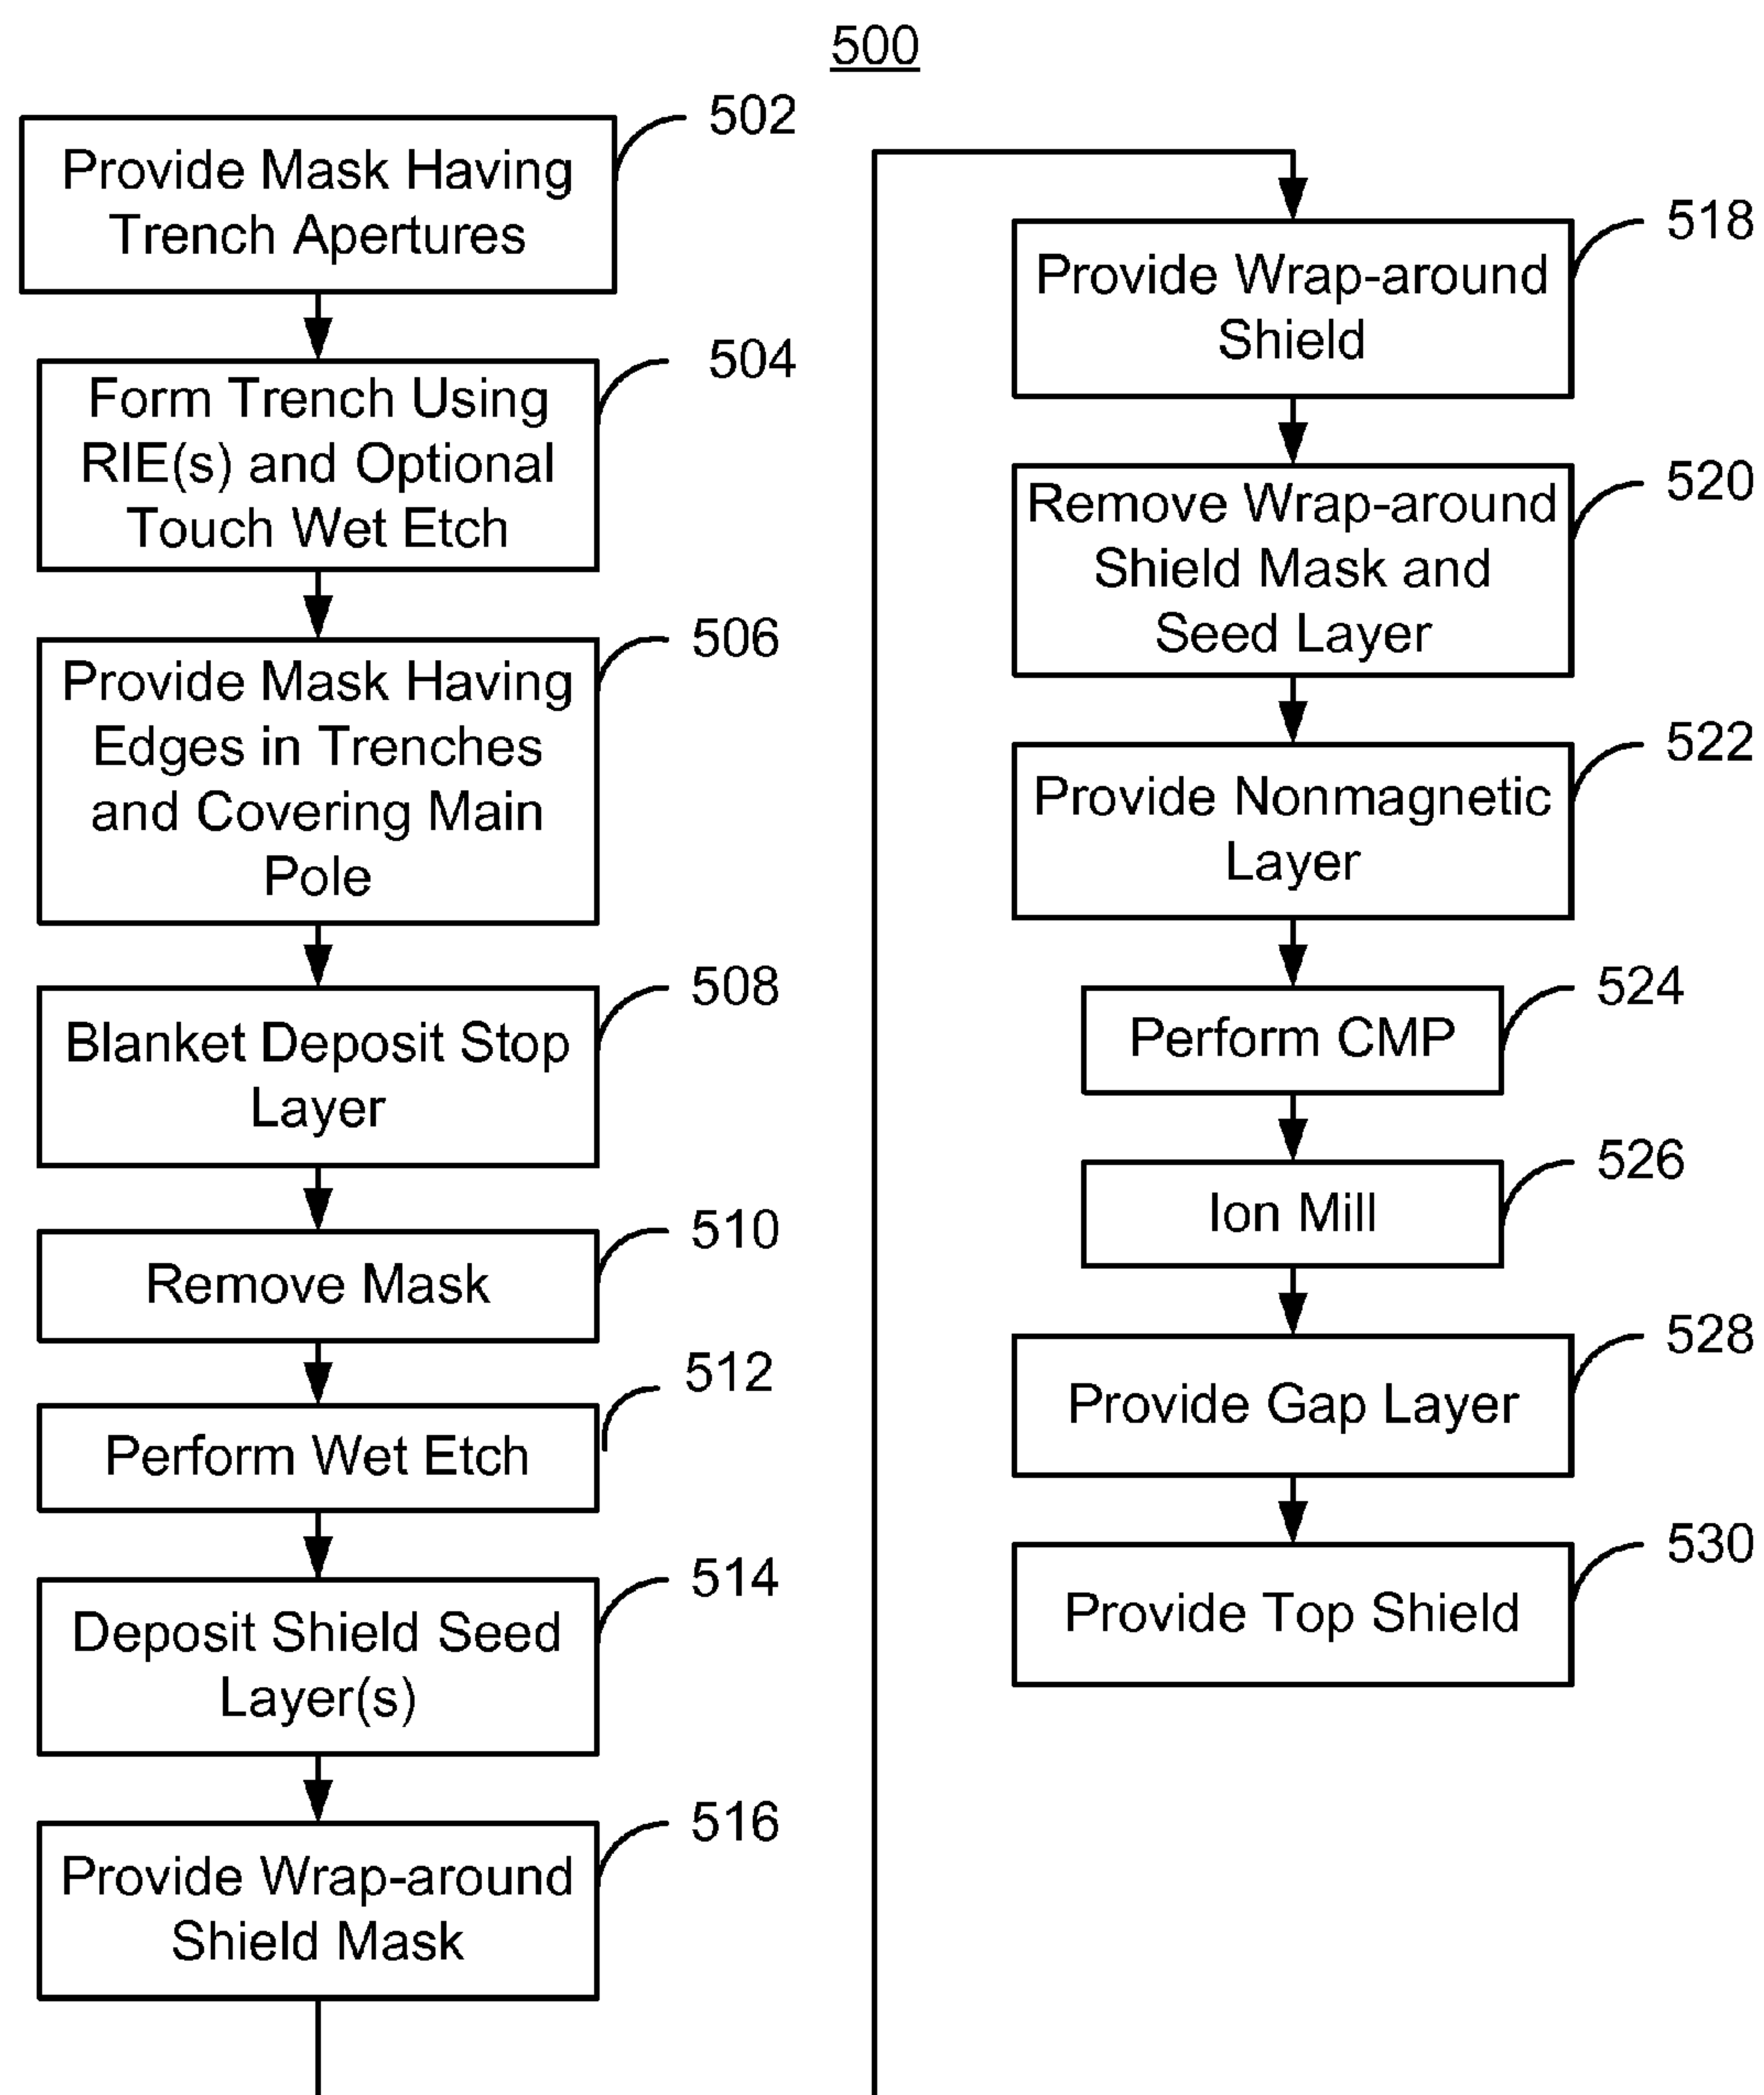 500
502
Provide Mask Having
Trench Apertures
504
Form Trench Using
RIE(s) and Optional
Touch Wet Etch
506
Provide Mask Having
Edges in Trenches
and Covering Main
Pole
508
Blanket Deposit Stop
Layer
510
Remove Mask
512
Perform Wet Etch
514
Deposit Shield Seed
Layer(s)
516
Provide Wrap-around
Shield Mask
518
Provide Wrap-around
Shield
520
Remove Wrap-around
Shield Mask and
Seed Layer
522
Provide Nonmagnetic
Layer
524
Perform CMP
526
Ion Mill
528
Provide Gap Layer
530
Provide Top Shield